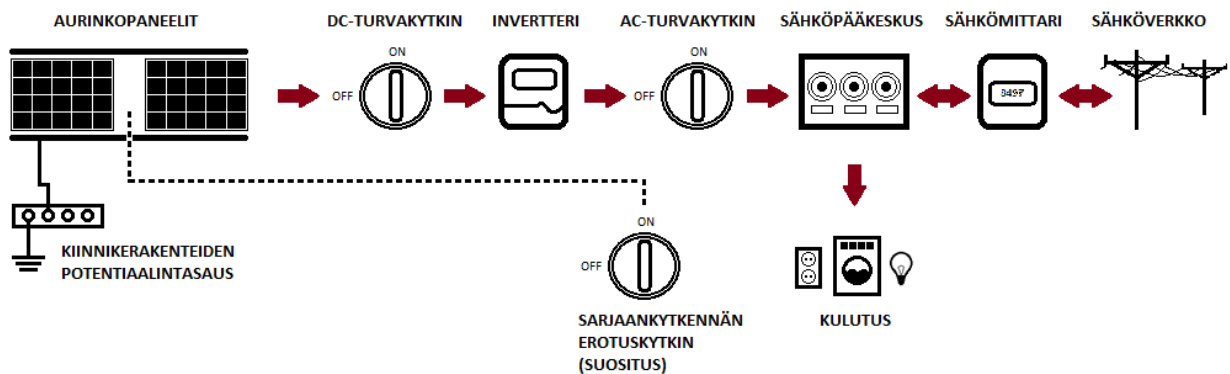 AURINKOPANEELIT
DC-TURVAKYTKIN
INVERTTERI
AC-TURVAKYTKIN
SÄHKÖPÄÄKESKUS
SÄHKÖMITTARI
SÄHKÖVERKKO
ON
OFF
ON
OFF
0497
KIINNIKERAKENTEIDEN
POTENTIAALINTASAUS
ON
OFF
SARJAANKYTKENNÄN
EROTUSKYTKIN
(SUOSITUS)
KULUTUS